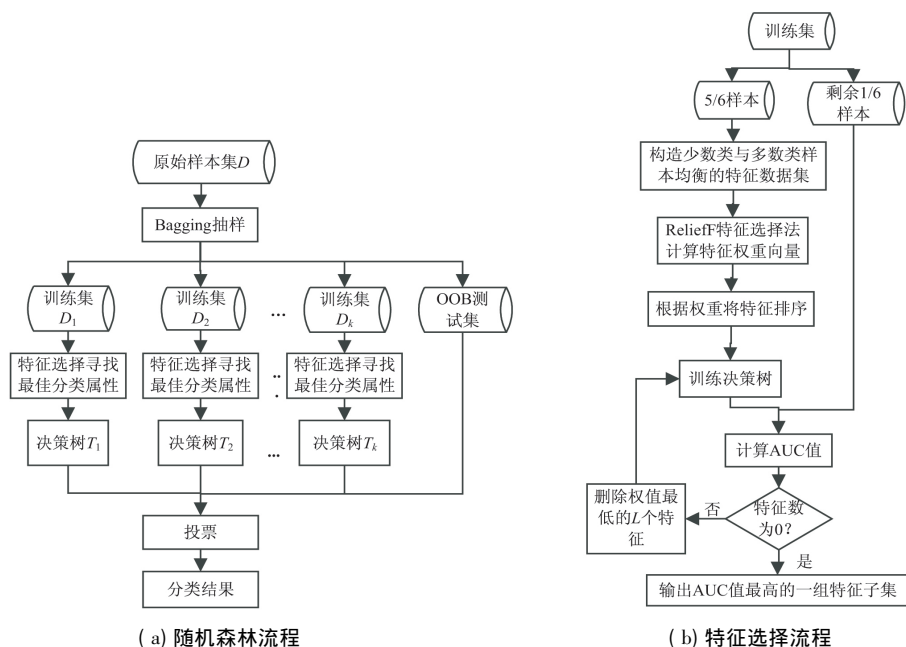 原始样本集D
Bagging抽样
训练集
D1
训练集
D2
...
训练集
Dk
OOB测
试集
特征选择寻找
最佳分类属性
特征选择寻找
最佳分类属性
...
特征选择寻找
最佳分类属性
决策树T1
决策树T2
...
决策树Tk
投票
分类结果
(a)随机森林流程
训练集
5/6样本
剩余1/6
样本
构造少数类与多数类样
本均衡的特征数据集
ReliefF特征选择法
计算特征权重向量
根据权重将特征排序
训练决策树
计算AUC值
删除权值最
低的L个特
征
否
特征数
为0？
是
输出AUC值最高的一组特征子集
(b)特征选择流程